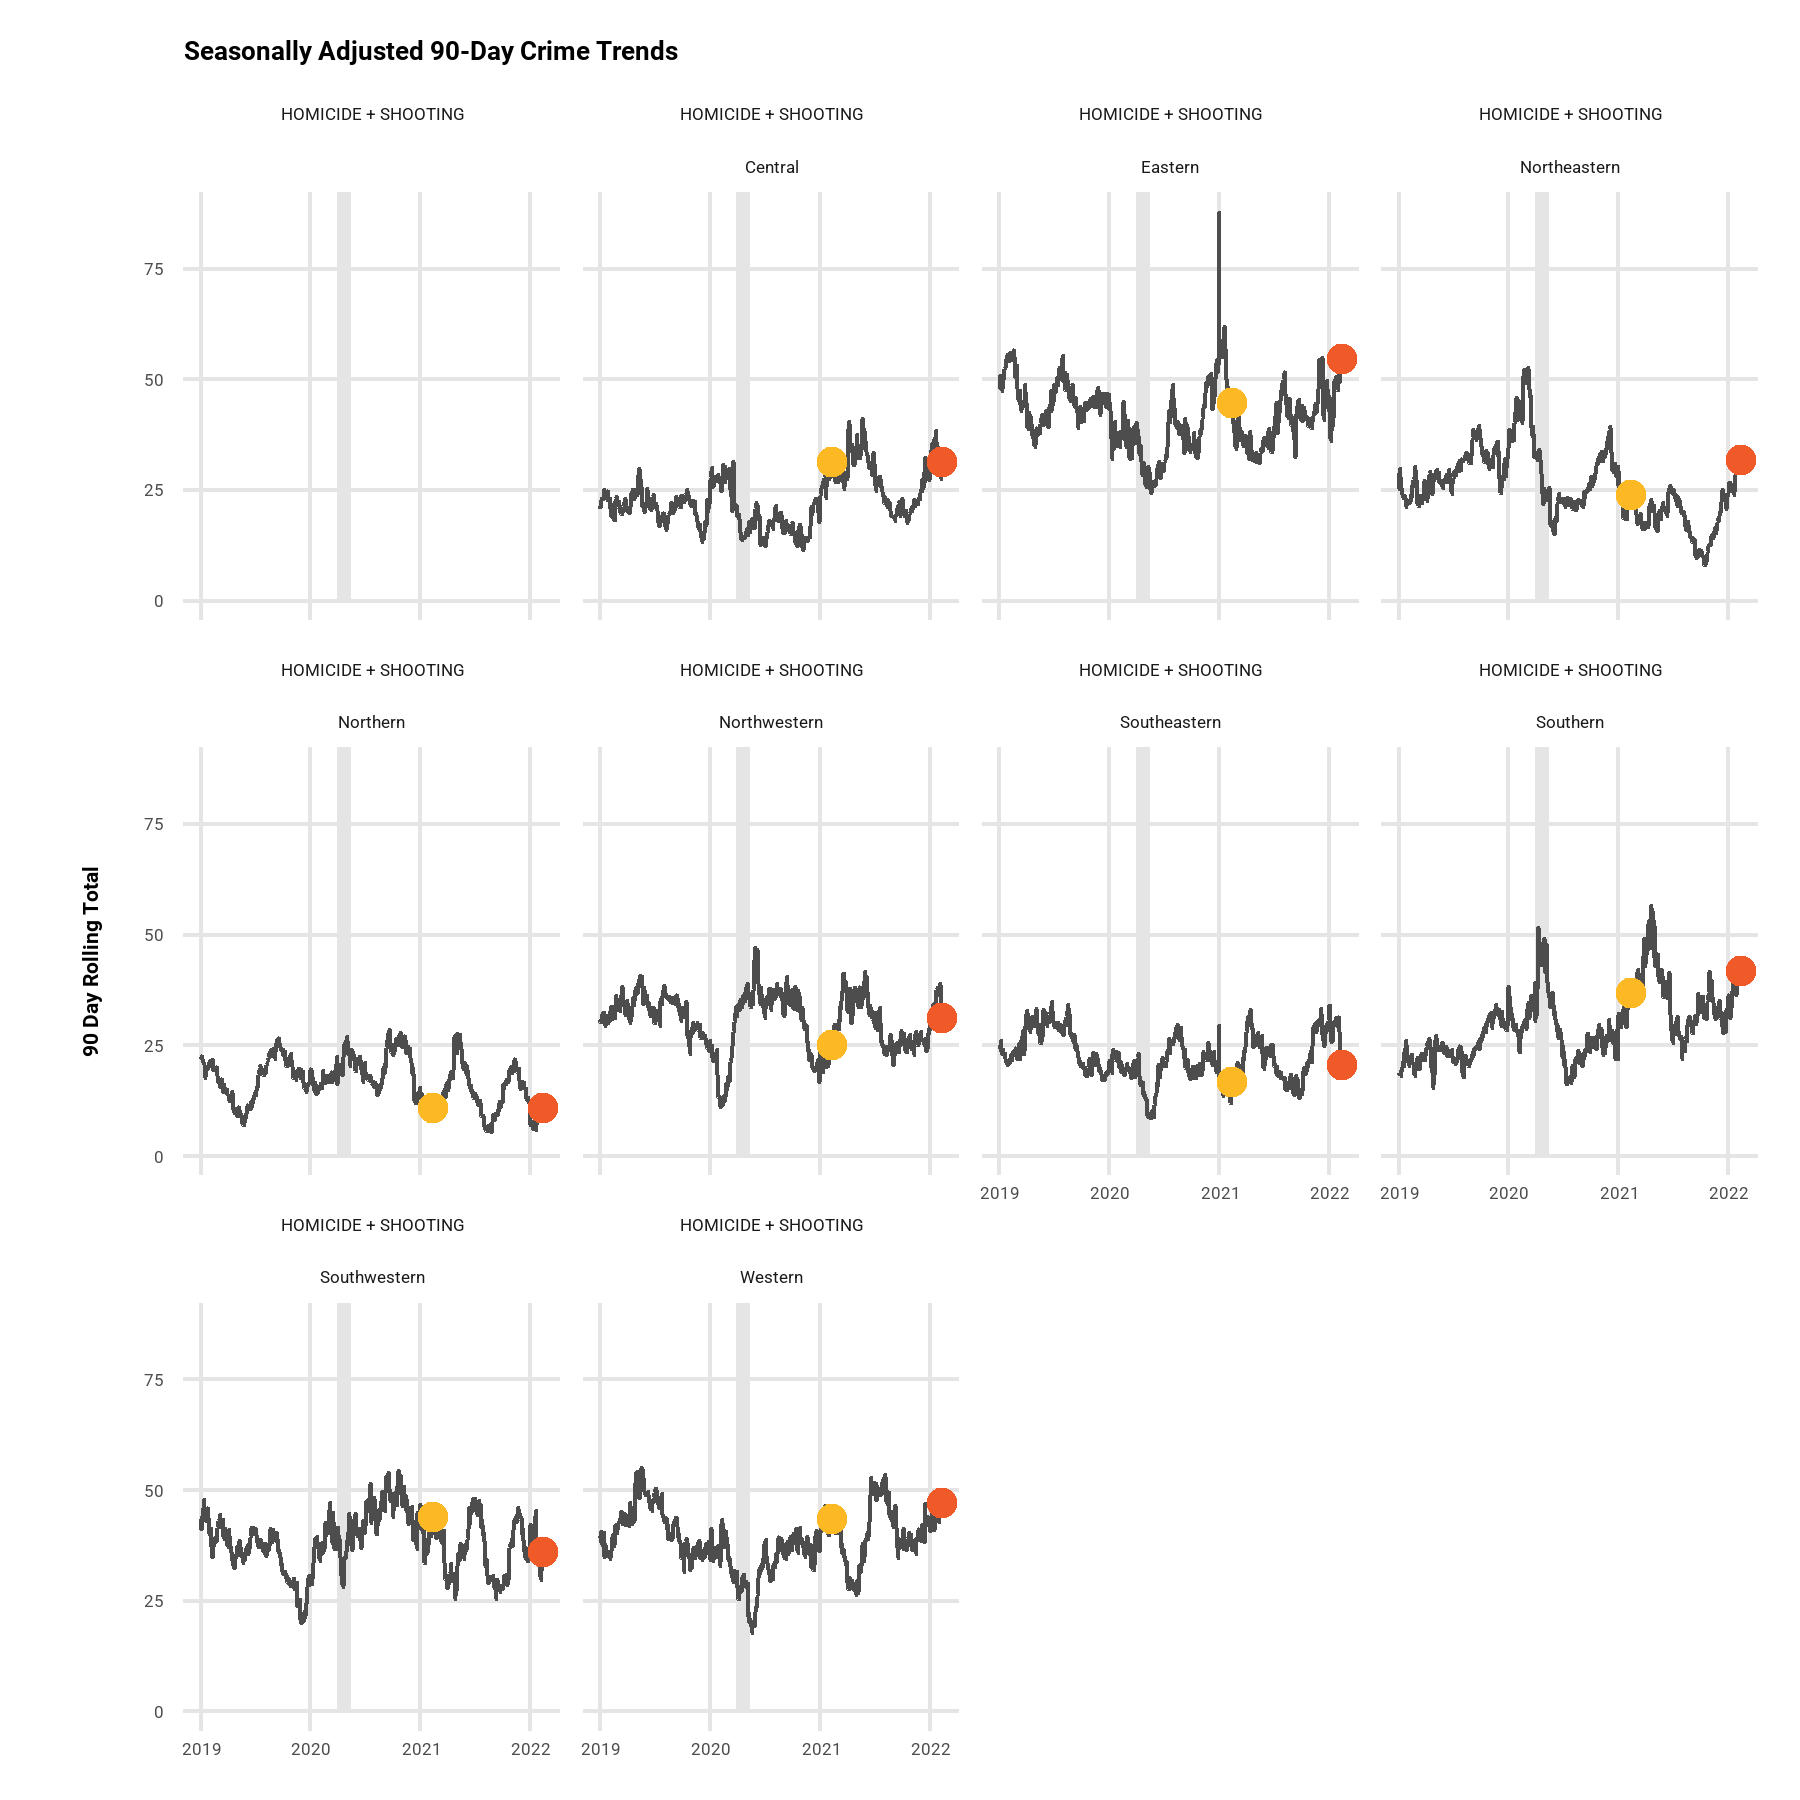 Seasonally Adjusted 90-Day Crime Trends
HOMICIDE + SHOOTING HOMICIDE + SHOOTING HOMICIDE + SHOOTING HOMICIDE + SHOOTING
Central Eastern Northeastern
75
50
25
0
HOMICIDE + SHOOTING HOMICIDE + SHOOTING HOMICIDE + SHOOTING HOMICIDE + SHOOTING
Northern Northwestern Southeastern Southern
90 Day Rolling Total
75
50
25
0
2019 2020 2021 2022 2019 2020 2021 2022
HOMICIDE + SHOOTING HOMICIDE + SHOOTING
Southwestern Western
75
50
25
0
2019 2020 2021 2022 2019 2020 2021 2022